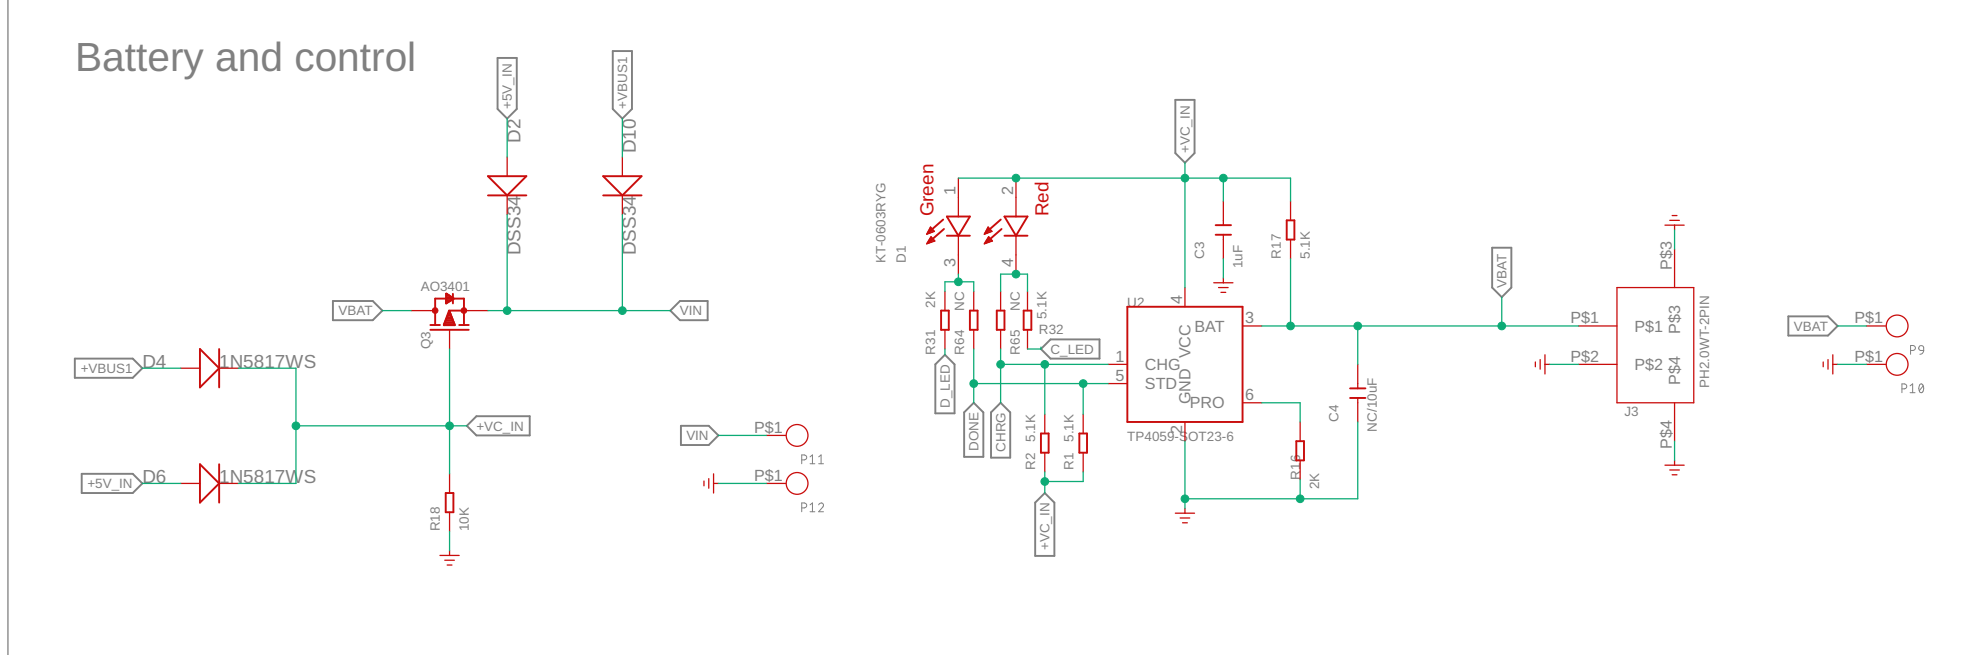 Battery and control
+5V_IN
D2
DSS34
+VBUS1
D10
DSS34
VBAT
AO3401
Q3
VIN
+VBUS1
D4
1N5817WS
+5V_IN
D6
1N5817WS
+VC_IN
R18
10K
VIN
P$1
P11
P$1
P12
KT-0603RYG
D1
Green
Red
1
2
3
4
2K
NC
NC
5.1K
R31
R64
R65
R32
C_LED
D_LED
DONE
CHRG
R2
5.1K
R1
5.1K
+VC_IN
+VC_IN
C3
1uF
R17
5.1K
U2
4
VCC
BAT
3
1
CHG
5
STD
GND
PRO
6
2
TP4059-SOT23-6
R16
2K
C4
NC/10uF
VBAT
P$3
P$1
P$1
P$3
P$2
P$2
P$4
P$4
J3
PH2.0WT-2PIN
VBAT
P$1
P9
P$1
P10